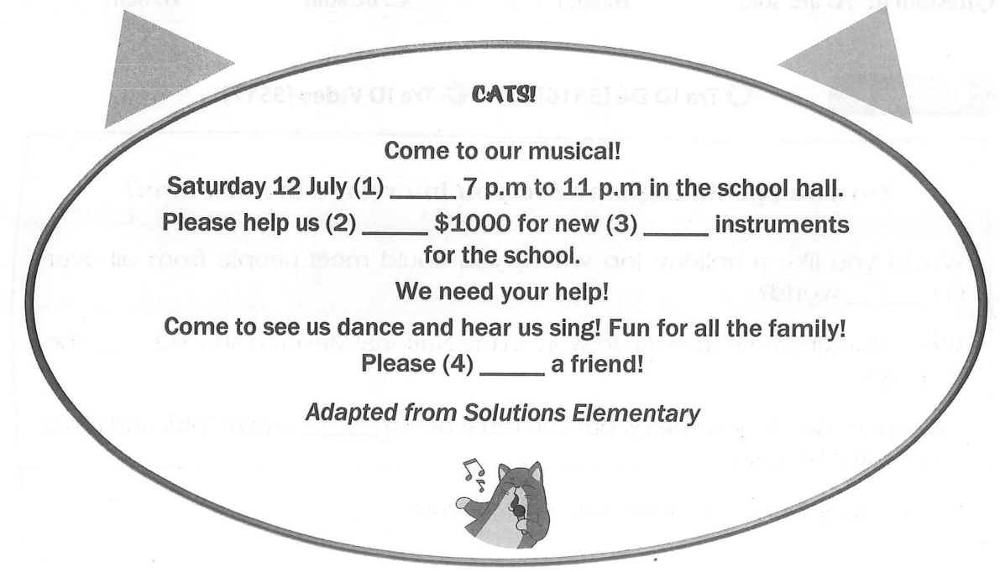 CATS!
Come to our musical!
Saturday 12 July (1) _____ 7 p.m to 11 p.m in the school hall.
Please help us (2) _____ $1000 for new (3) _____ instruments
for the school.
We need your help!
Come to see us dance and hear us sing! Fun for all the family!
Please (4) _____ a friend!
Adapted from Solutions Elementary